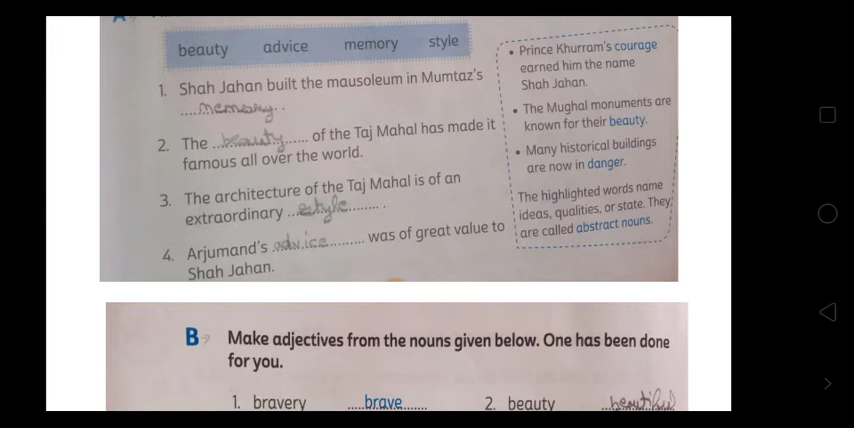 beauty advice memory style
1. Shah Jahan built the mausoleum in Mumtaz's
....memory. .
2. The ...beauty...... of the Taj Mahal has made it
famous all over the world.
3. The architecture of the Taj Mahal is of an
extraordinary ...style......... .
4. Arjumand's .advice.......... was of great value to
Shah Jahan.
• Prince Khurram's courage
earned him the name
Shah Jahan.
• The Mughal monuments are
known for their beauty.
• Many historical buildings
are now in danger.
The highlighted words name
ideas, qualities, or state. They
are called abstract nouns.
B Make adjectives from the nouns given below. One has been done
for you.
1. bravery .....brave....... 2. beauty ...beautiful